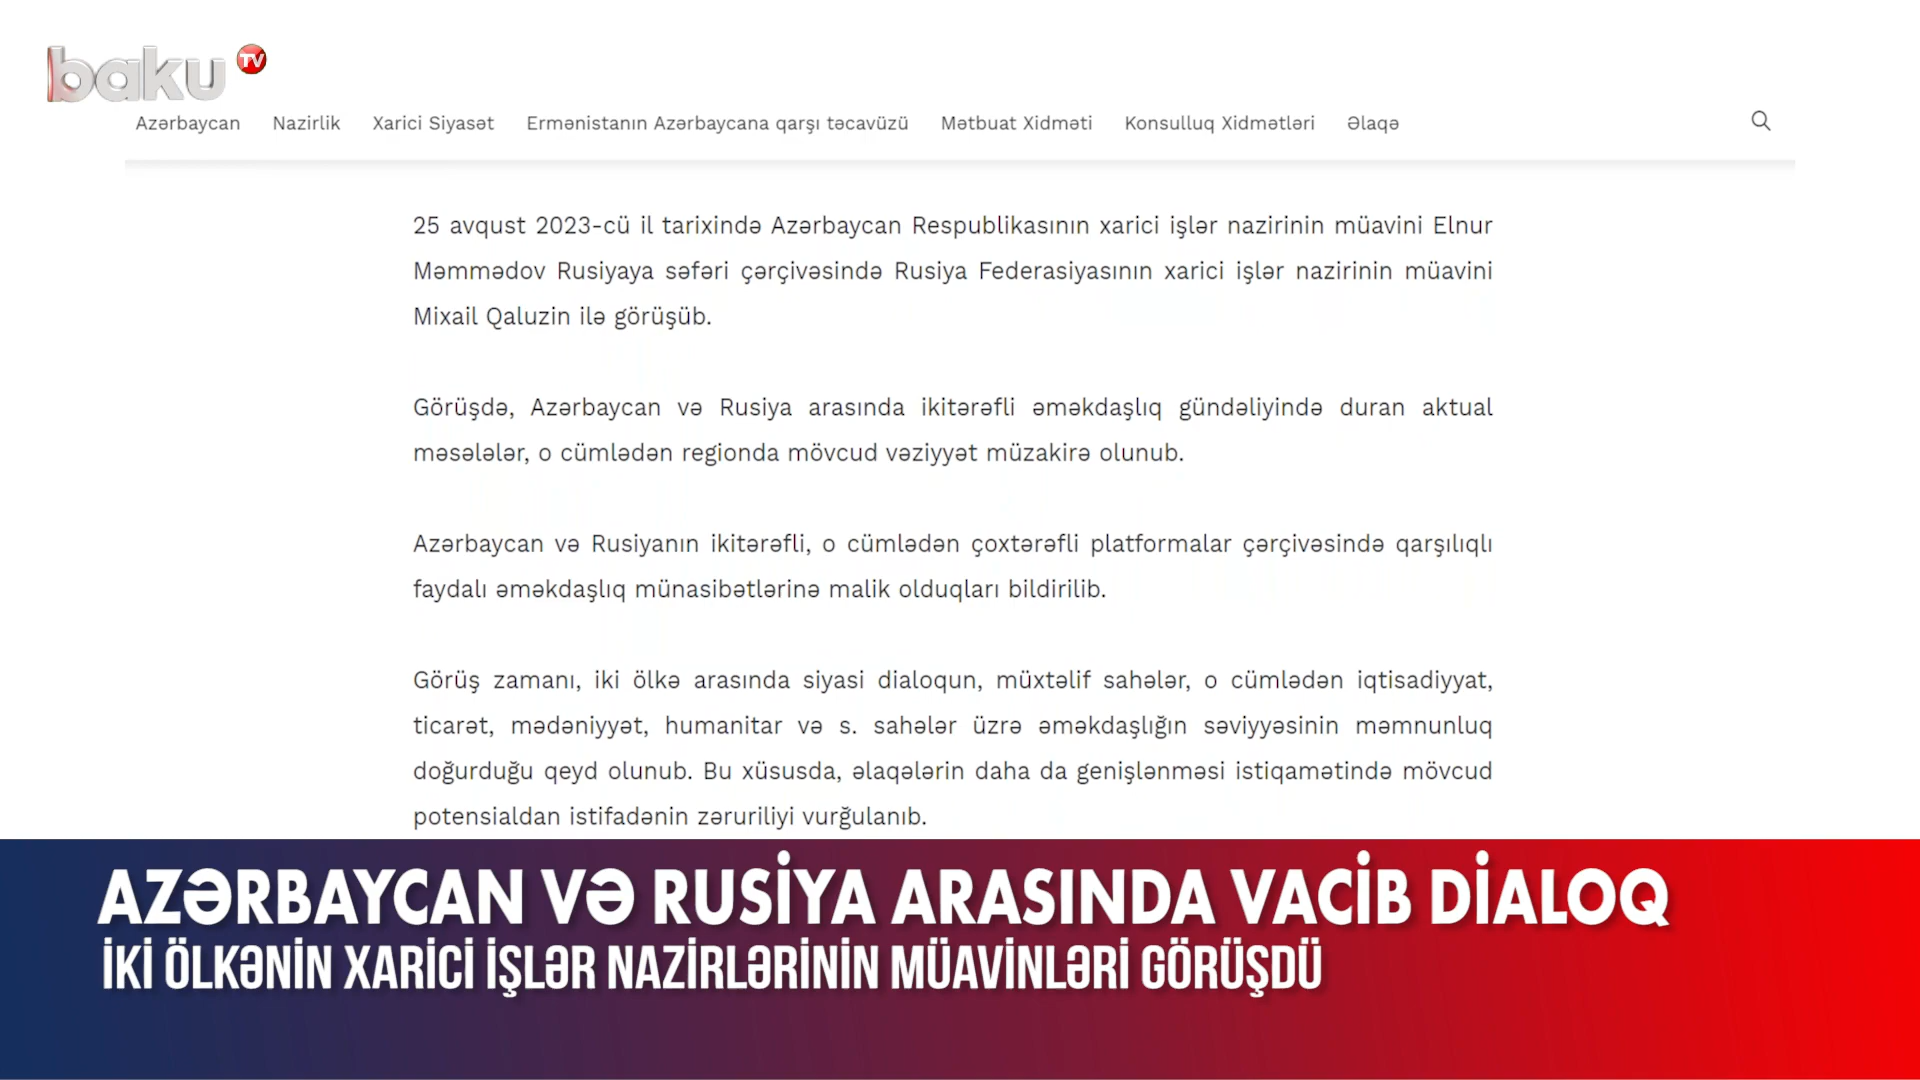 baku TV
Azərbaycan Nazirlik Xarici Siyasət Ermənistanın Azərbaycana qarşı təcavüzü Mətbuat Xidməti Konsulluq Xidmətləri Əlaqə
25 avqust 2023-cü il tarixində Azərbaycan Respublikasının xarici işlər nazirinin müavini Elnur
Məmmədov Rusiyaya səfəri çərçivəsində Rusiya Federasiyasının xarici işlər nazirinin müavini
Mixail Qaluzin ilə görüşüb.
Görüşdə, Azərbaycan və Rusiya arasında ikitərəfli əməkdaşlıq gündəliyində duran aktual
məsələlər, o cümlədən regionda mövcud vəziyyət müzakirə olunub.
Azərbaycan və Rusiyanın ikitərəfli, o cümlədən çoxtərəfli platformalar çərçivəsində qarşılıqlı
faydalı əməkdaşlıq münasibətlərinə malik olduqları bildirilib.
Görüş zamanı, iki ölkə arasında siyasi dialoqun, müxtəlif sahələr, o cümlədən iqtisadiyyat,
ticarət, mədəniyyət, humanitar və s. sahələr üzrə əməkdaşlığın səviyyəsinin məmnunluq
doğurduğu qeyd olunub. Bu xüsusda, əlaqələrin daha da genişlənməsi istiqamətində mövcud
potensialdan istifadənin zəruriliyi vurğulanıb.
AZƏRBAYCAN VƏ RUSİYA ARASINDA VACİB DİALOQ
İKİ ÖLKƏNİN XARİCİ İŞLƏR NAZİRLƏRİNİN MÜAVİNLƏRİ GÖRÜŞDÜ